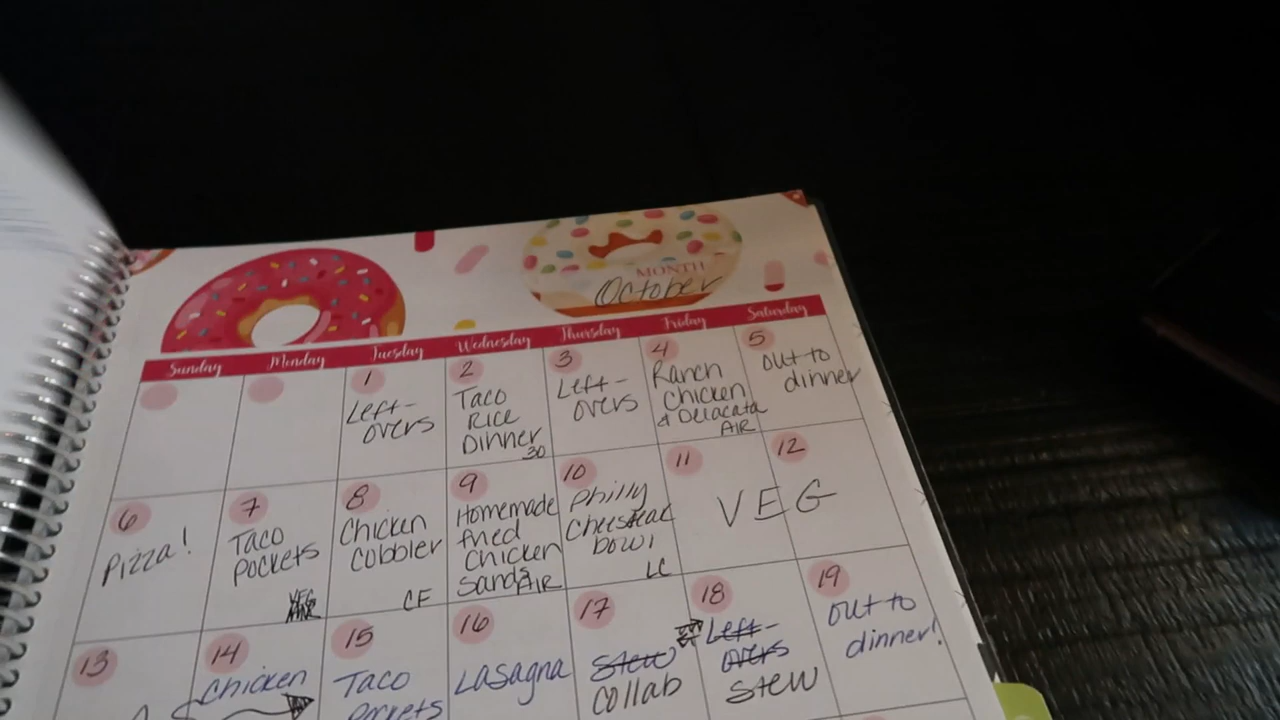 MONTH
October
Sunday Monday Tuesday Wednesday Thursday Friday Saturday
1
Left-
overs
2
Taco
Rice
Dinner
30
3
Left-
overs
4
Ranch
Chicken
& Delacata
AIR
5
out to
dinner
6
Pizza!
7
Taco
Pockets
8
Chicken
Cobbler
CF
9
Homemade
fried
chicken
AIR
10
Philly
Cheesteak
bowl
LC
11
12
VEG
13
14
Chicken
15
Taco
Pockets
16
Lasagna
17
Stew
collab
18
Left-
overs
Stew
19
out to
dinner!